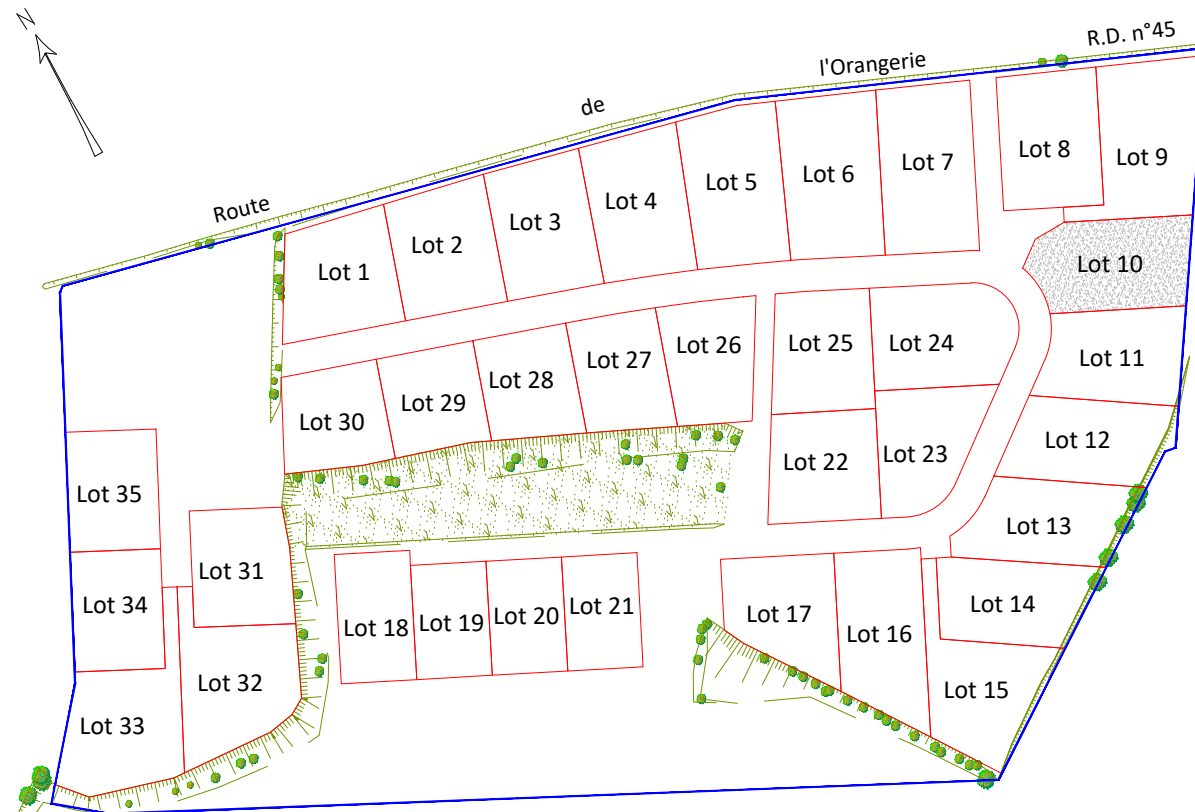 N
R.D. n°45
l'Orangerie
de
Route
Lot 8
Lot 9
Lot 7
Lot 6
Lot 5
Lot 4
Lot 3
Lot 2
Lot 1
Lot 10
Lot 26
Lot 25
Lot 24
Lot 27
Lot 28
Lot 29
Lot 30
Lot 11
Lot 12
Lot 22
Lot 23
Lot 35
Lot 13
Lot 31
Lot 34
Lot 18
Lot 19
Lot 20
Lot 21
Lot 17
Lot 16
Lot 14
Lot 32
Lot 15
Lot 33